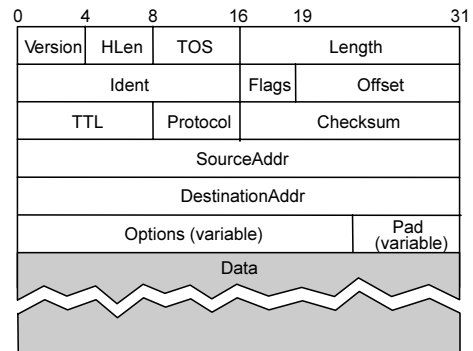 0 4 8 16 19 31
Version HLen TOS Length
Ident Flags Offset
TTL Protocol Checksum
SourceAddr
DestinationAddr
Options (variable) Pad
(variable)
Data